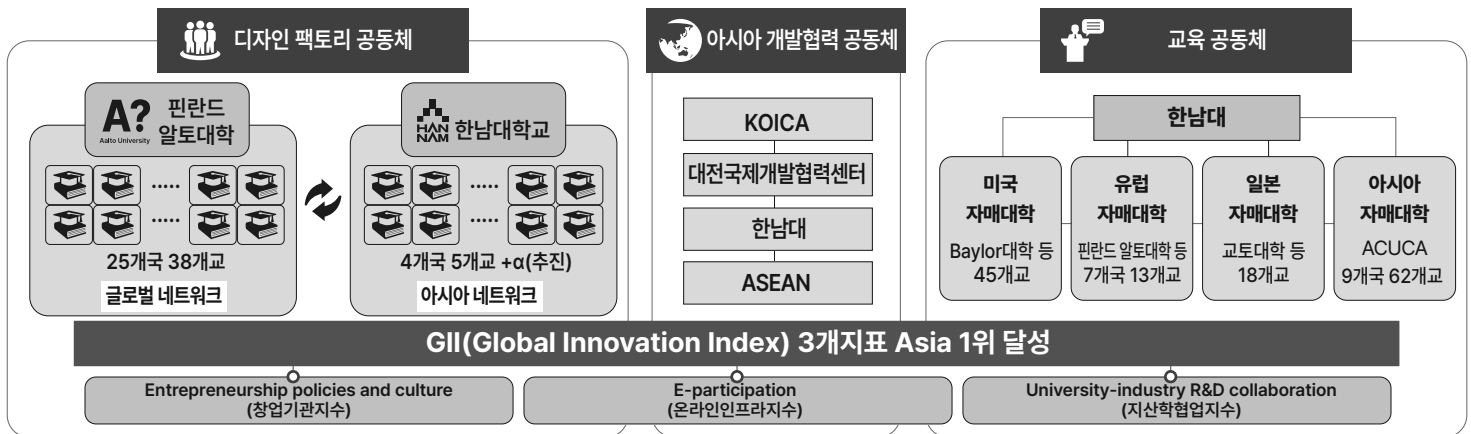 디자인 팩토리 공동체
A?
Aalto University
핀란드
알토대학
HAN
NAM
한남대학교
.....
.....
.....
.....
25개국 38개교
글로벌 네트워크
4개국 5개교 +α(추진)
아시아 네트워크
아시아 개발협력 공동체
KOICA
대전국제개발협력센터
한남대
ASEAN
교육 공동체
한남대
미국
자매대학
Baylor대학 등
45개교
유럽
자매대학
핀란드 알토대학 등
7개국 13개교
일본
자매대학
교토대학 등
18개교
아시아
자매대학
ACUCA
9개국 62개교
GII(Global Innovation Index) 3개지표 Asia 1위 달성
Entrepreneurship policies and culture
(창업기관지수)
E-participation
(온라인인프라지수)
University-industry R&D collaboration
(지산학협업지수)